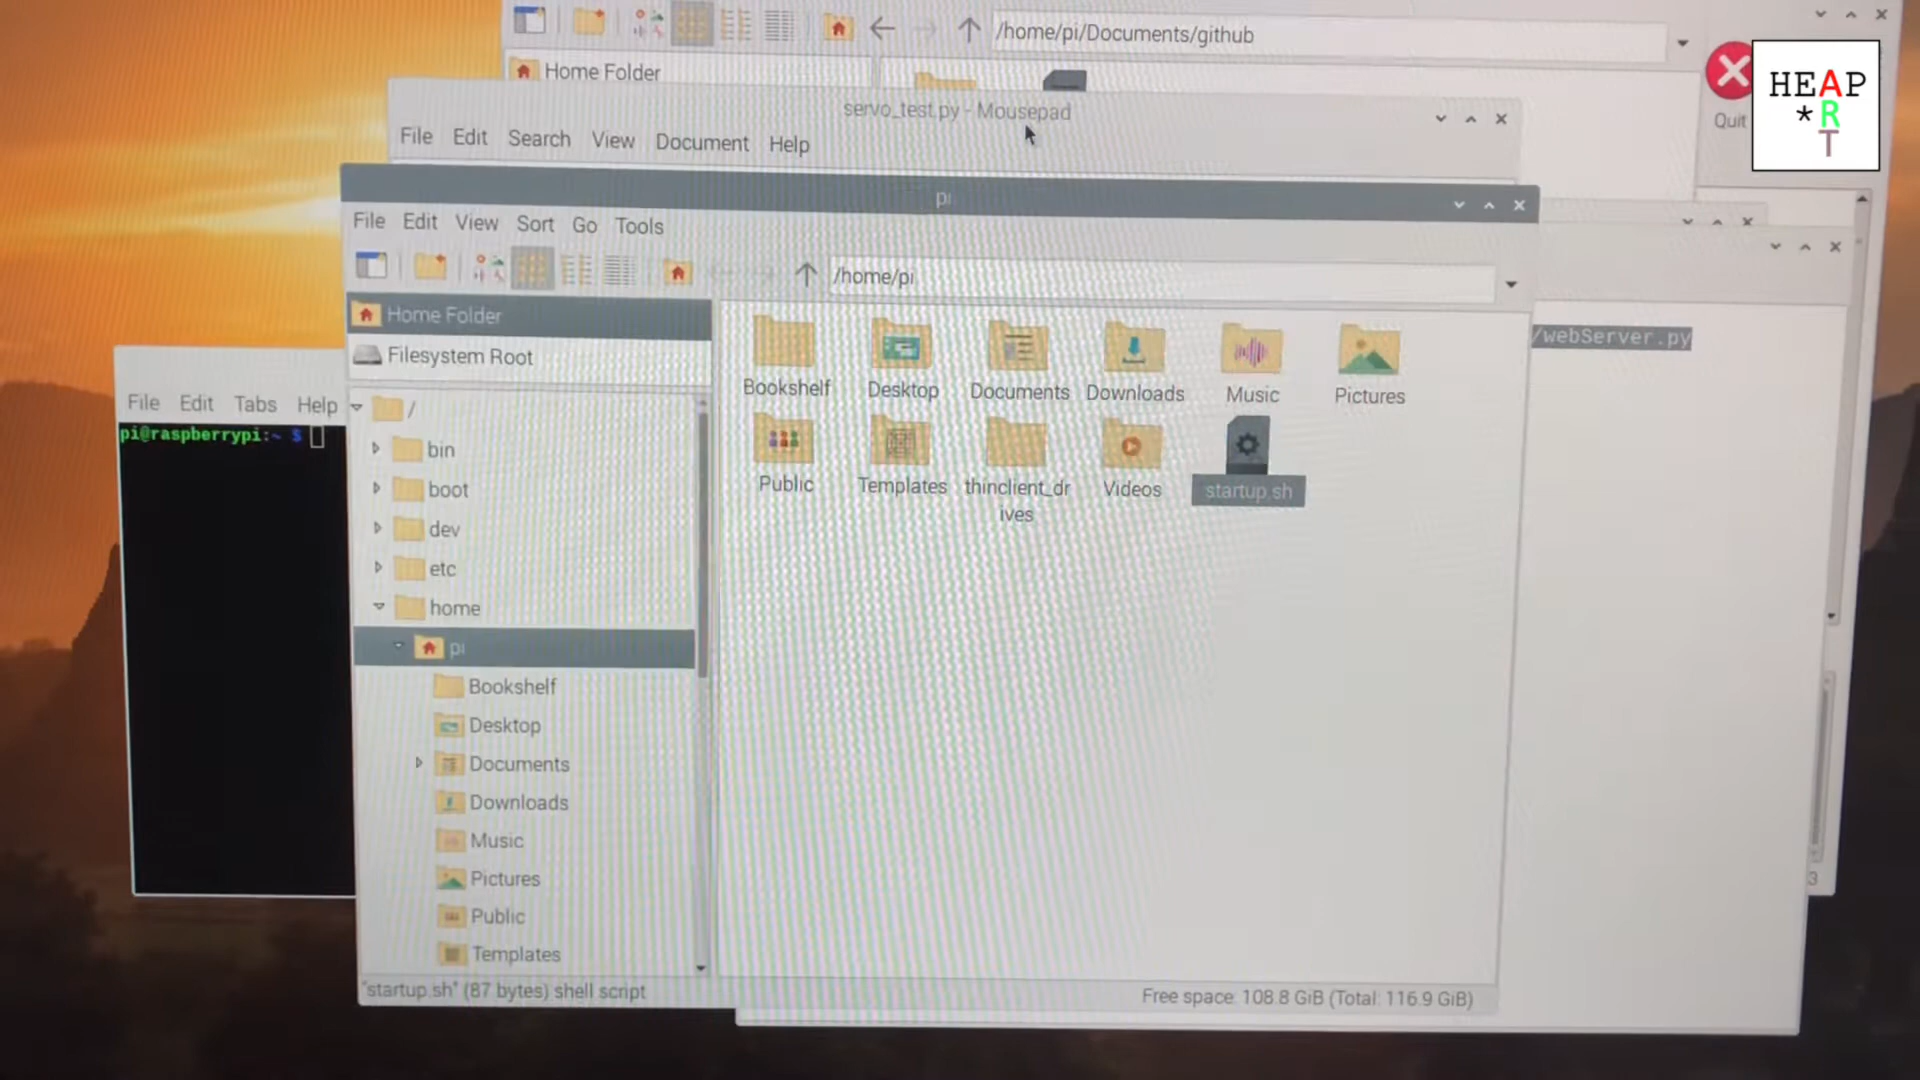 /home/pi/Documents/github
Home Folder
Quit
HEAP
*R
T
servo_test.py - Mousepad
File Edit Search View Document Help
pi
File Edit View Sort Go Tools
/home/pi
Home Folder
Filesystem Root
/webServer.py
File Edit Tabs Help
pi@raspberrypi:~ $
/
bin
boot
dev
etc
home
pi
Bookshelf
Desktop
Documents
Downloads
Music
Pictures
Public
Templates
Bookshelf Desktop Documents Downloads Music Pictures
Public Templates thinclient_dr Videos startup.sh
ives
3
"startup.sh" (87 bytes) shell script
Free space: 108.8 GiB (Total: 116.9 GiB)